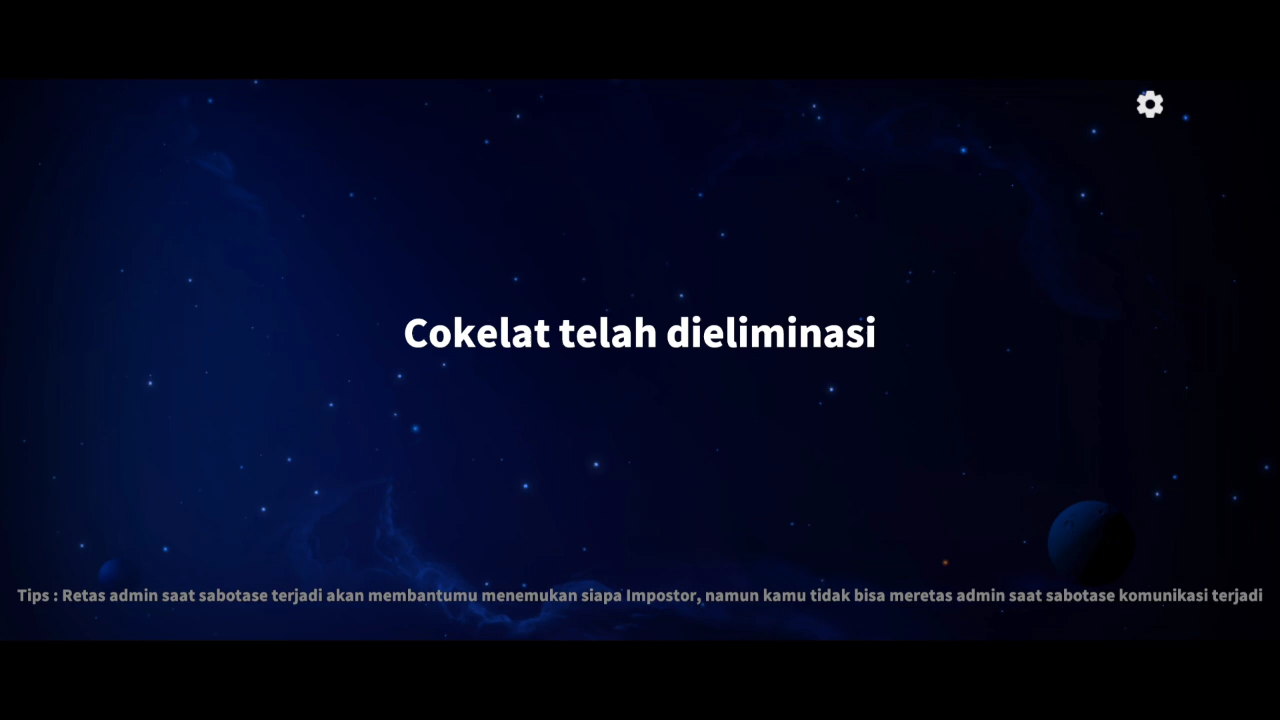 Cokelat telah dieliminasi
Tips : Retas admin saat sabotase terjadi akan membantumu menemukan siapa Impostor, namun kamu tidak bisa meretas admin saat sabotase komunikasi terjadi